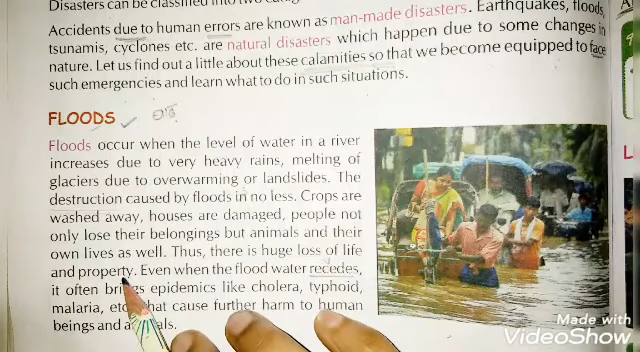 Disasters can be classified into two
Accidents due to human errors are known as man-made disasters. Earthquakes, floods,
tsunamis, cyclones etc. are natural disasters which happen due to some changes in
nature. Let us find out a little about these calamities so that we become equipped to face
such emergencies and learn what to do in such situations.
FLOODS
Floods occur when the level of water in a river
increases due to very heavy rains, melting of
glaciers due to overwarming or landslides. The
destruction caused by floods in no less. Crops are
washed away, houses are damaged, people not
only lose their belongings but animals and their
own lives as well. Thus, there is huge loss of life
and property. Even when the flood water recedes,
it often brings epidemics like cholera, typhoid,
malaria, etc. that cause further harm to human
beings and
Made with
VideoShow